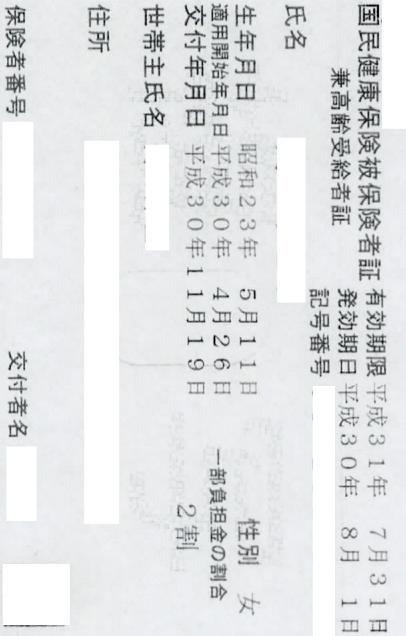 国民健康保険被保険者証
兼高齢受給者証
有効期限 平成31年 7月31日
発効期日 平成30年 8月 1日
記号番号
氏名
生年月日 昭和23年 5月11日
性別 女
適用開始年月日 平成30年 4月26日
一部負担金の割合
交付年月日 平成30年11月19日
2割
世帯主氏名
住所
保険者番号
交付者名